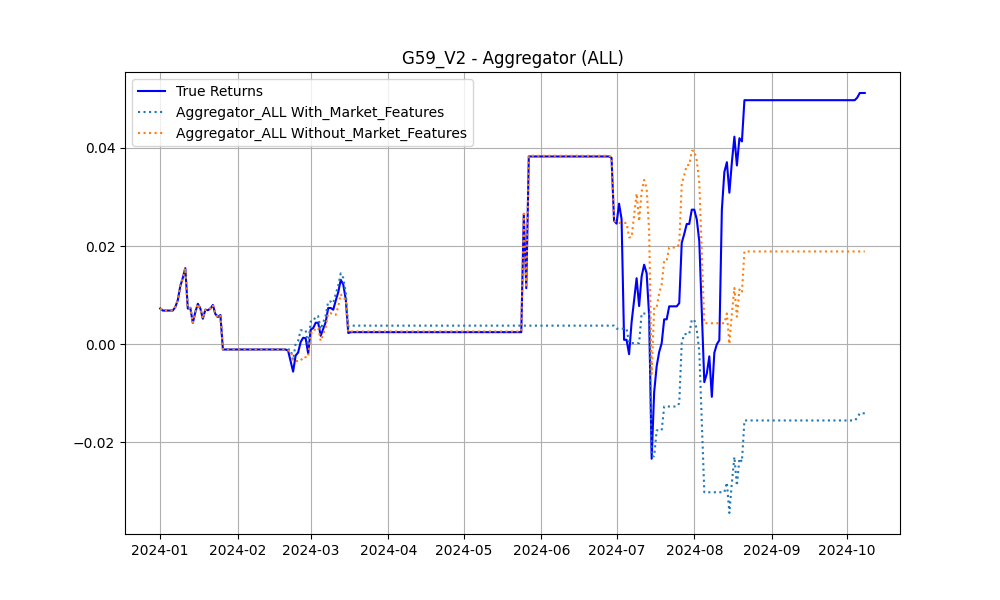 G59_V2 - Aggregator (ALL)
True Returns
Aggregator_ALL With_Market_Features
Aggregator_ALL Without_Market_Features
0.04
0.02
0.00
−0.02
2024-01 2024-02 2024-03 2024-04 2024-05 2024-06 2024-07 2024-08 2024-09 2024-10